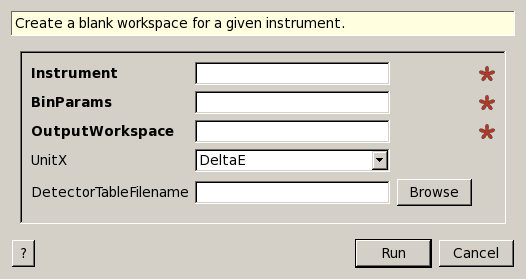 Create a blank workspace for a given instrument.
Instrument
BinParams
OutputWorkspace
UnitX DeltaE
DetectorTableFilename Browse
? Run Cancel